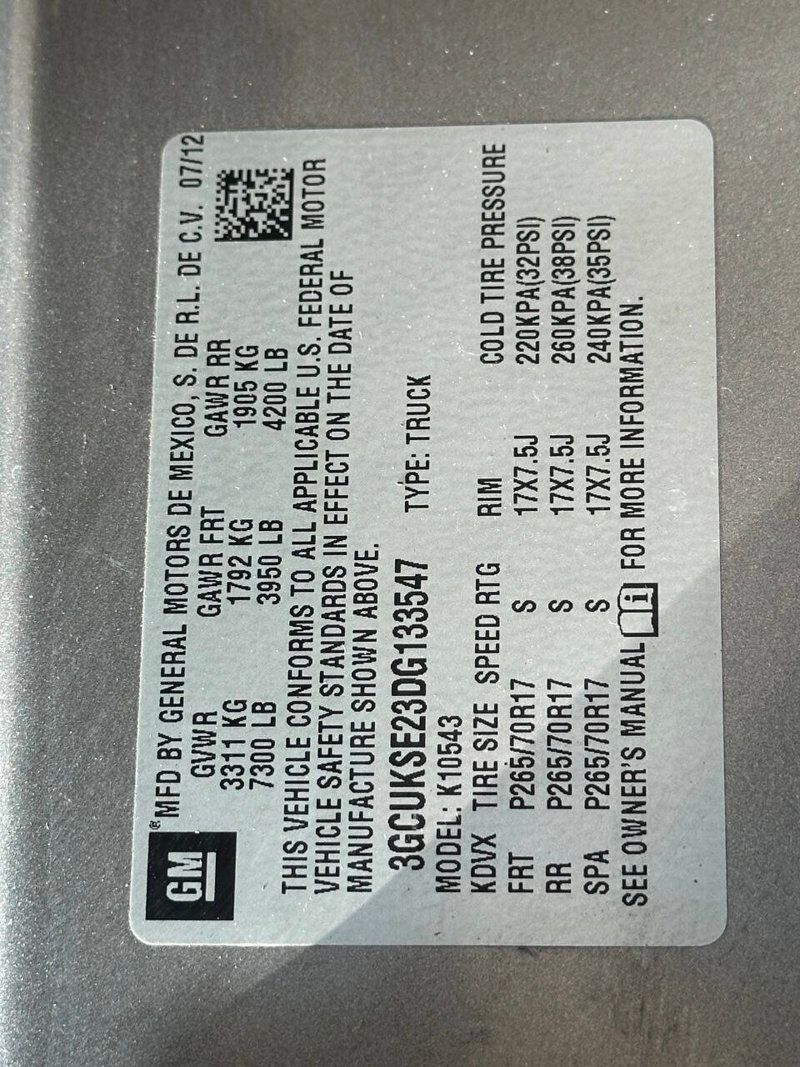 GM
® MFD BY GENERAL MOTORS DE MEXICO, S. DE R.L. DE C.V. 07/12
GVWR GAWR FRT GAWR RR
3311 KG 1792 KG 1905 KG
7300 LB 3950 LB 4200 LB
THIS VEHICLE CONFORMS TO ALL APPLICABLE U.S. FEDERAL MOTOR
VEHICLE SAFETY STANDARDS IN EFFECT ON THE DATE OF
MANUFACTURE SHOWN ABOVE.
3GCUKSE23DG133547 TYPE: TRUCK
MODEL: K10543
KDVX TIRE SIZE SPEED RTG RIM COLD TIRE PRESSURE
FRT P265/70R17 S 17X7.5J 220KPA(32PSI)
RR P265/70R17 S 17X7.5J 260KPA(38PSI)
SPA P265/70R17 S 17X7.5J 240KPA(35PSI)
SEE OWNER'S MANUAL i FOR MORE INFORMATION.